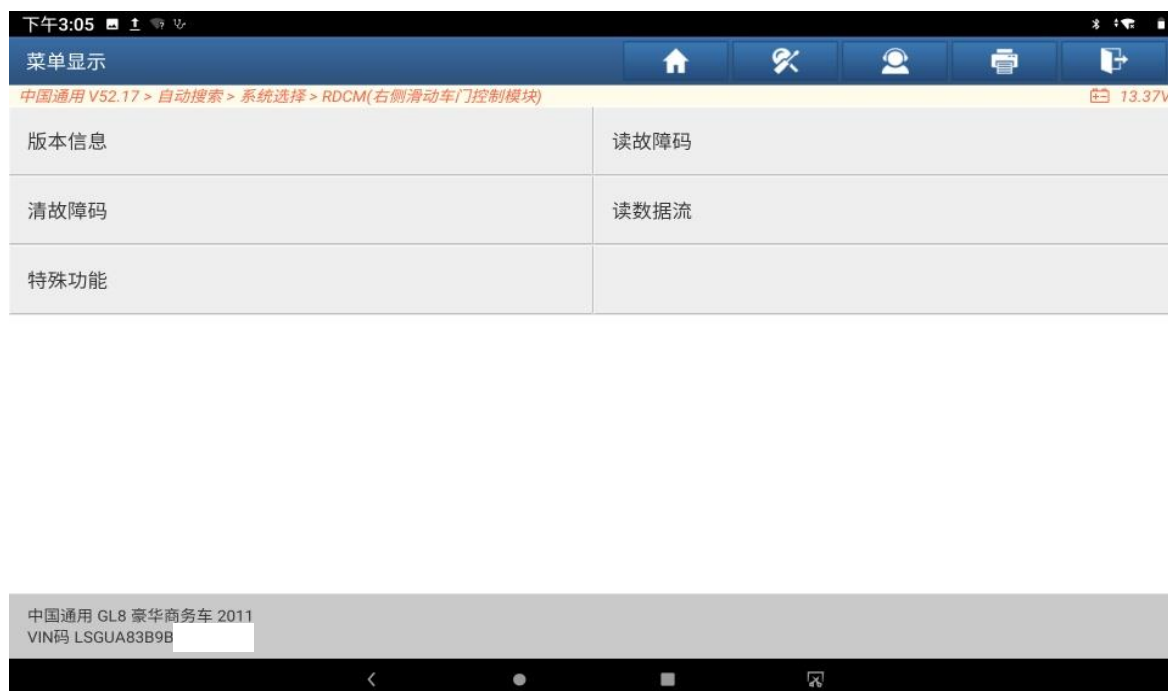 下午3:05
菜单显示
中国通用 V52.17 > 自动搜索 > 系统选择 > RDCM(右侧滑动车门控制模块)
13.37V
版本信息
读故障码
清故障码
读数据流
特殊功能
中国通用 GL8 豪华商务车 2011
VIN码 LSGUA83B9B